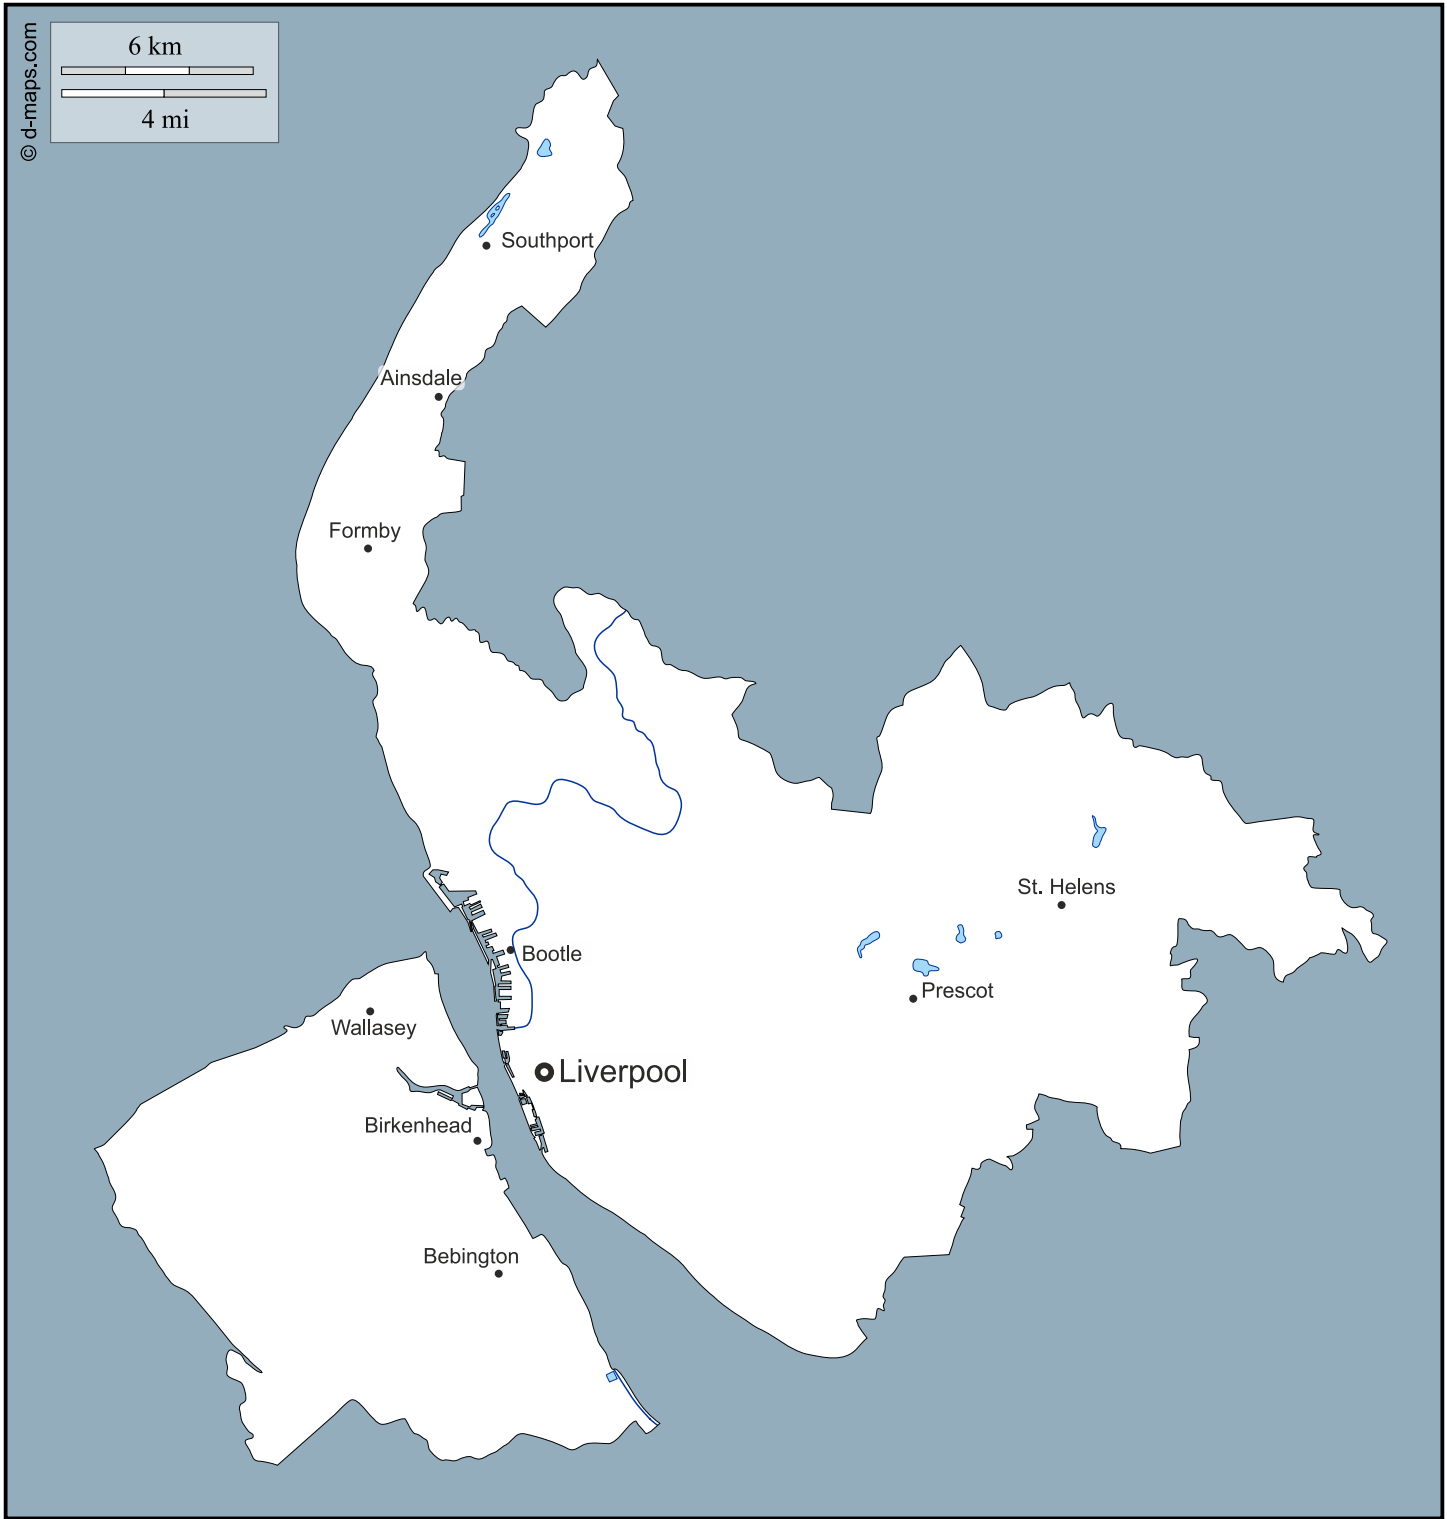 © d-maps.com
6 km
4 mi
Southport
Ainsdale
Formby
St. Helens
Bootle
Prescot
Wallasey
Liverpool
Birkenhead
Bebington